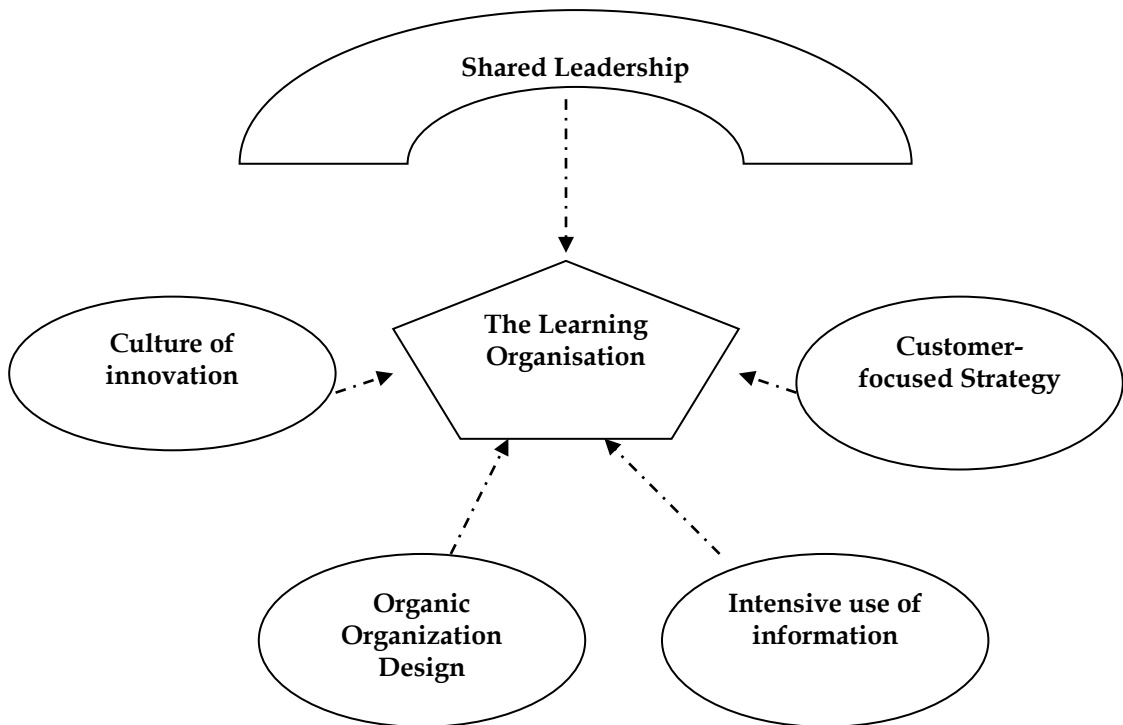 Shared Leadership
The Learning
Organisation
Culture of
innovation
Customer-
focused Strategy
Organic
Organization
Design
Intensive use of
information